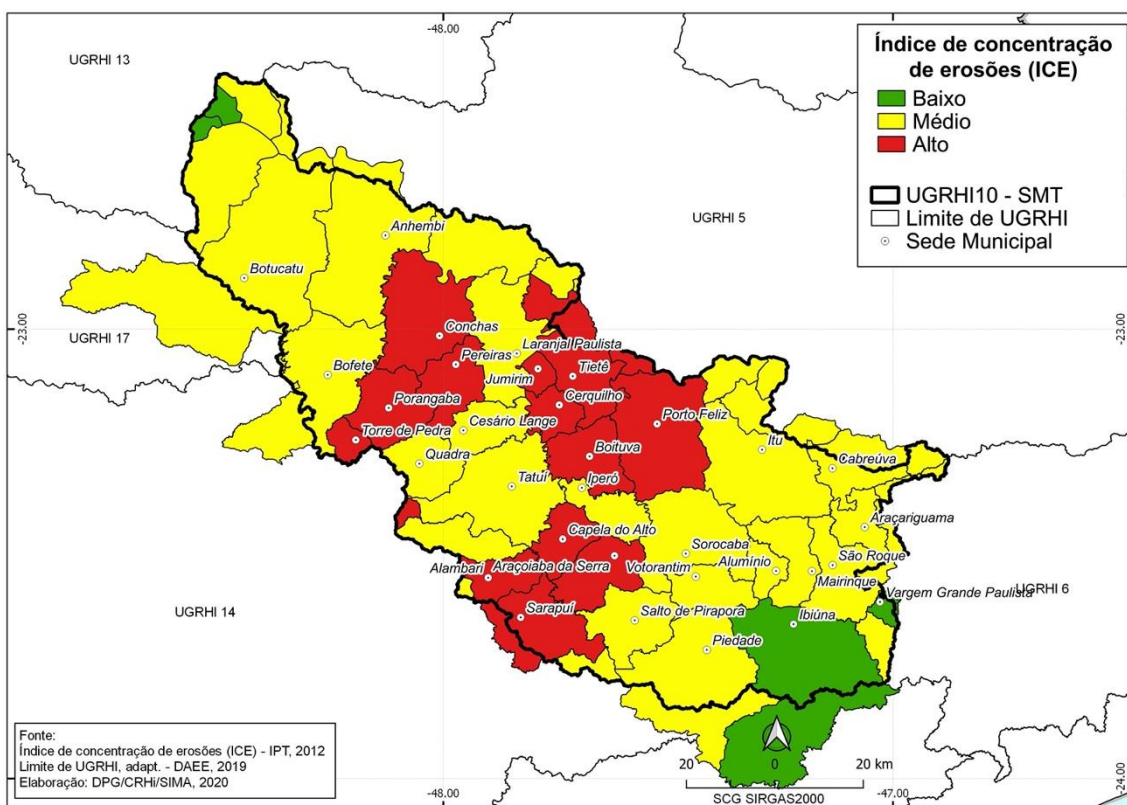 -48.00
UGRHI 13
Índice de concentração
de erosões (ICE)
Baixo
Médio
Alto
UGRHI10 - SMT
Limite de UGRHI
Sede Municipal
UGRHI 5
Anhembi
Botucatu
-23.00
-23.00
UGRHI 17
Conchas
Laranjal Paulista
Pereiras
Bofete
Jumirim
Tietê
Cerquilho
Porangaba
Porto Feliz
Cesário Lange
Torre de Pedra
Itu
Boituva
Quadra
Cabreúva
Tatuí
Iperó
Araçariguama
Capela do Alto
Sorocaba
São Roque
Alambari
Araçoiaba da Serra
Votorantim
Alumínio
Mairinque
UGRHI 6
Vargem Grande Paulista
UGRHI 14
Sarapuí
Salto de Pirapora
Ibiúna
Piedade
Fonte:
Índice de concentração de erosões (ICE) - IPT, 2012
Limite de UGRHI, adapt. - DAEE, 2019
Elaboração: DPG/CRHi/SIMA, 2020
20 0 20 km
SCG SIRGAS2000
-24.00
-48.00
-47.00